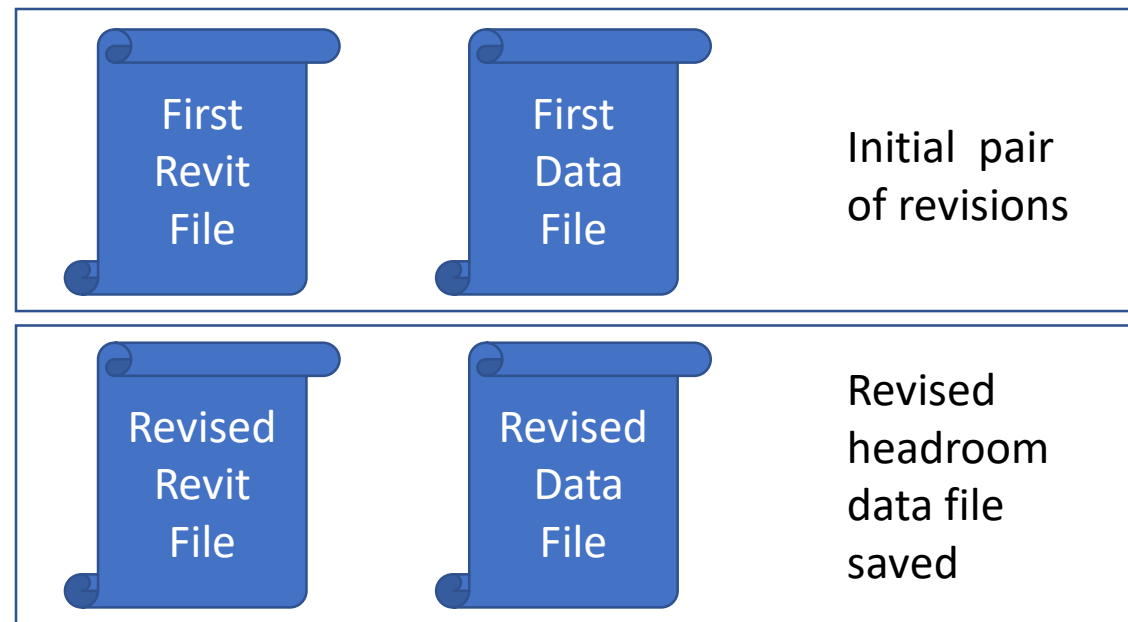 First
Revit
File
First
Data
File
Initial  pair
of revisions
Revised
Revit
File
Revised
Data
File
Revised
headroom
data file
saved